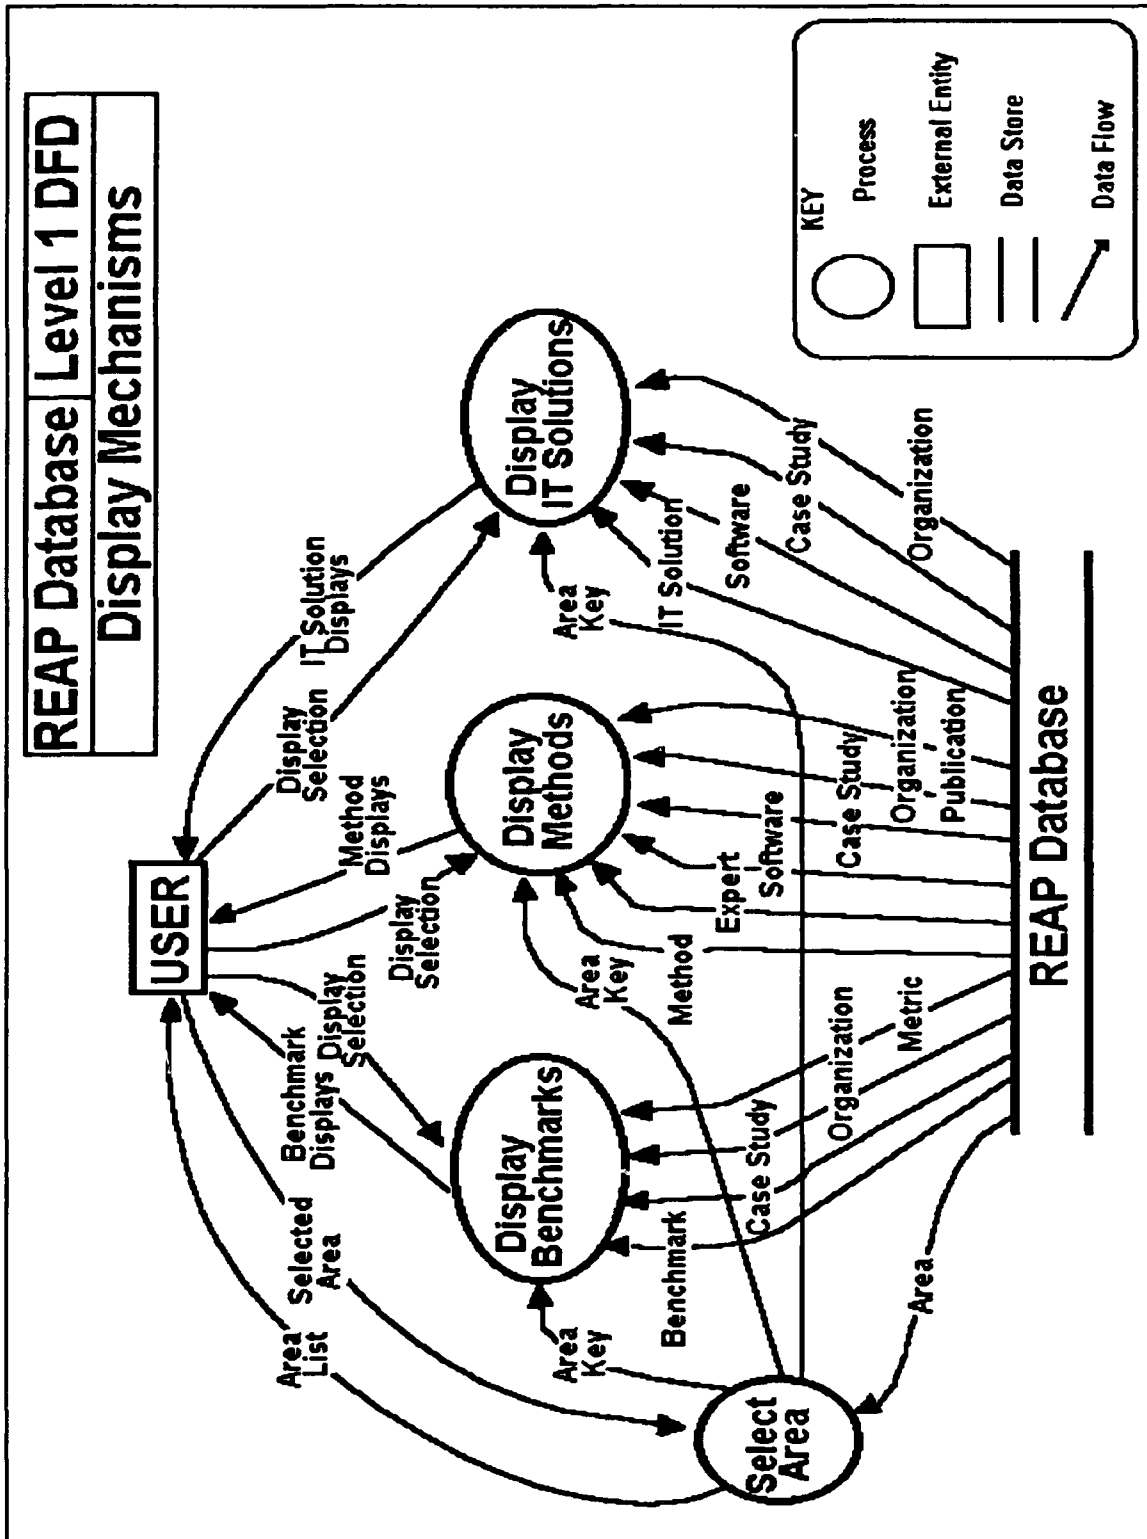 REAP Database
Level 1 DFD
Display Mechanisms
USER
Area
List
Selected
Area
Benchmark
Displays
Display
Selection
Display
Selection
Method
Displays
Display
Selection
IT Solution
Displays
Display
Benchmarks
Display
Methods
Display
IT Solutions
Select
Area
Area
Key
Area
Key
Area
Key
Benchmark
Case Study
Organization
Metric
Method
Expert
Software
Case Study
Organization
Publication
IT Solution
Software
Case Study
Organization
Area
REAP Database
KEY
Process
External Entity
Data Store
Data Flow